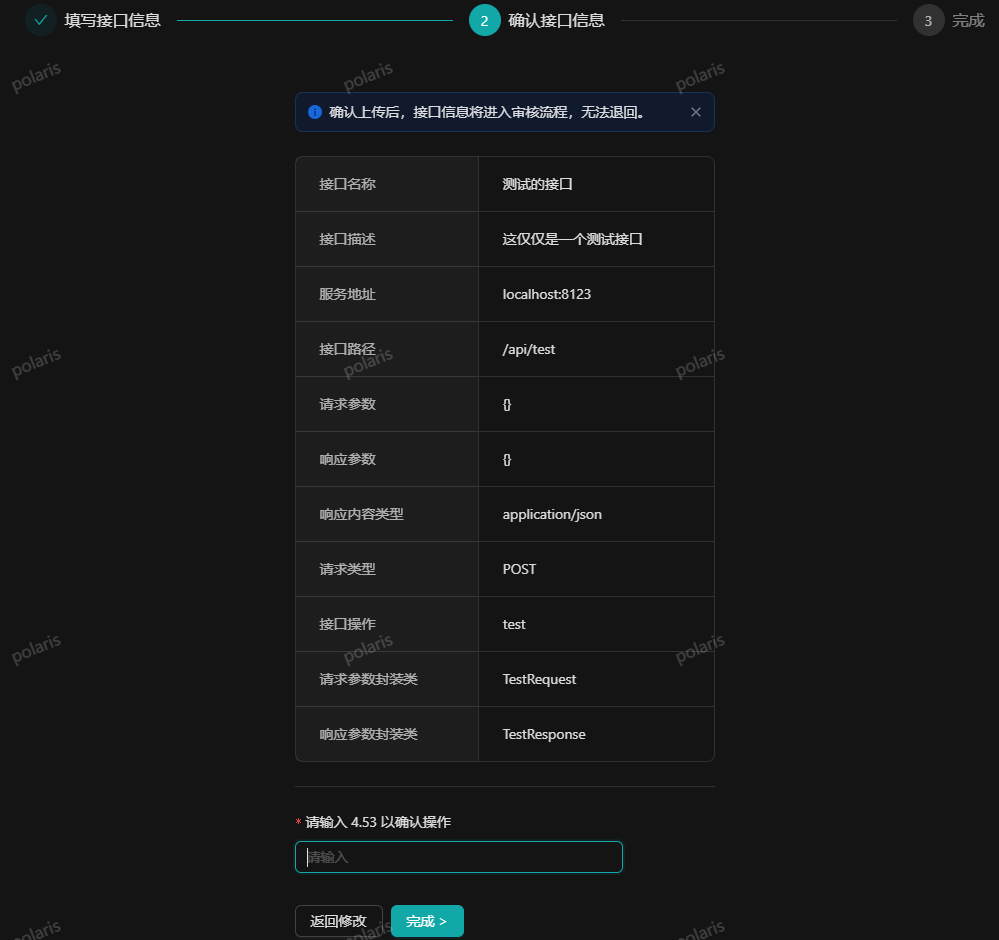 填写接口信息
2 确认接口信息
3 完成
polaris polaris polaris
确认上传后，接口信息将进入审核流程，无法退回。
接口名称 测试的接口
接口描述 这仅仅是一个测试接口
服务地址 localhost:8123
接口路径 /api/test
polaris polaris polaris
请求参数 {}
响应参数 {}
响应内容类型 application/json
请求类型 POST
接口操作 test
polaris polaris polaris
请求参数封装类 TestRequest
响应参数封装类 TestResponse
* 请输入 4.53 以确认操作
请输入
返回修改 完成 >
polaris polaris polaris